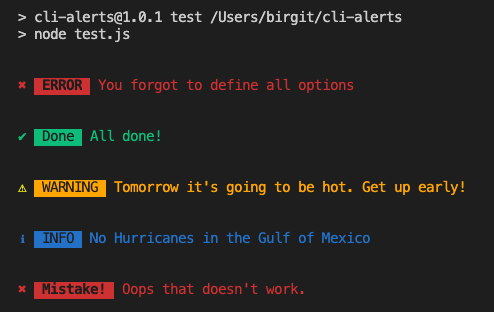 > cli-alerts@1.0.1 test /Users/birgit/cli-alerts
> node test.js
✖ ERROR You forgot to define all options
✔ Done All done!
⚠ WARNING Tomorrow it's going to be hot. Get up early!
ℹ INFO No Hurricanes in the Gulf of Mexico
✖ Mistake! Oops that doesn't work.